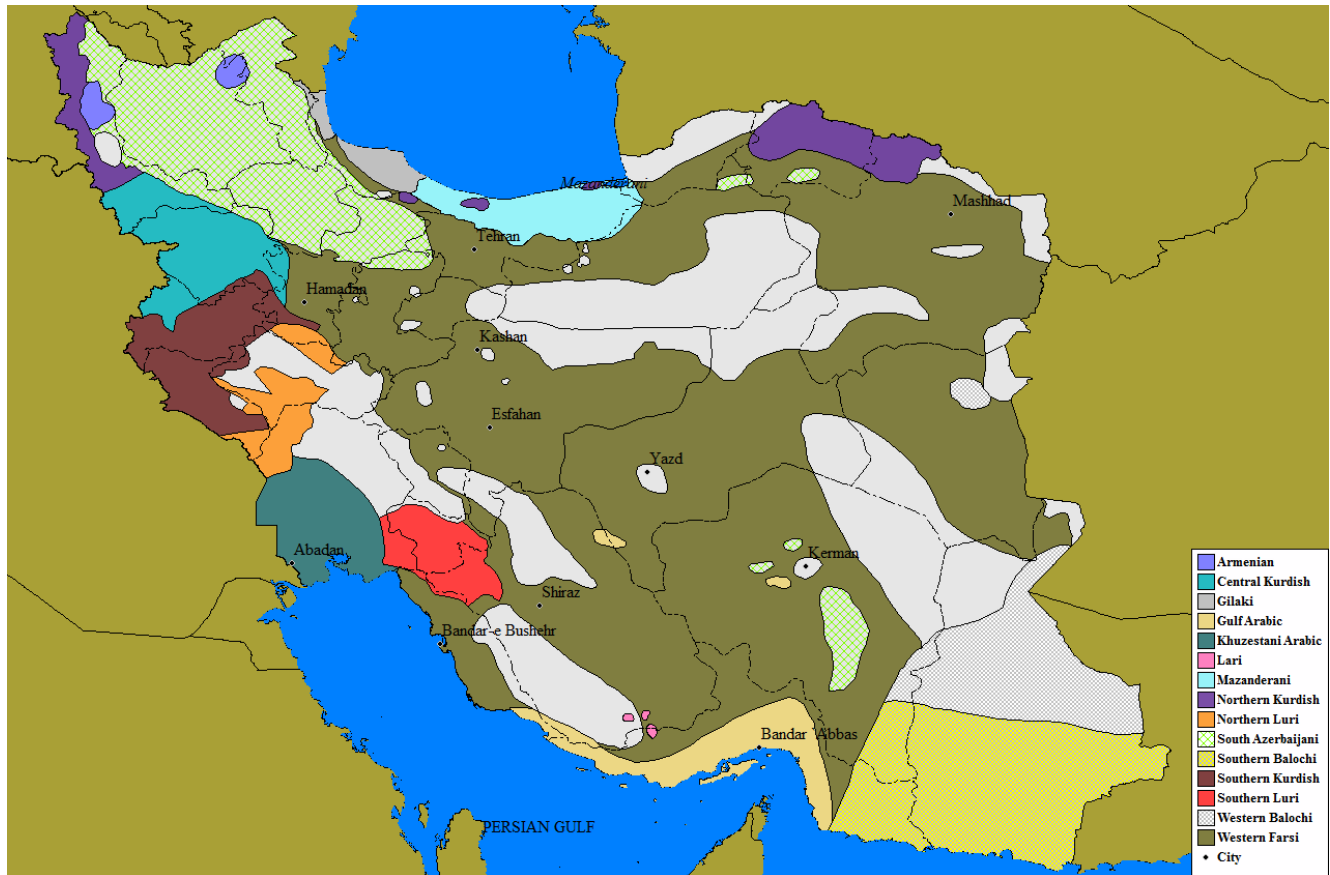 Mazanderani
Mashhad
Tehran
Hamadan
Kashan
Esfahan
Yazd
Abadan
Kerman
Shiraz
Bandar-e Bushehr
Bandar Abbas
PERSIAN GULF
Armenian
Central Kurdish
Gilaki
Gulf Arabic
Khuzestani Arabic
Lari
Mazanderani
Northern Kurdish
Northern Luri
South Azerbaijani
Southern Balochi
Southern Kurdish
Southern Luri
Western Balochi
Western Farsi
City